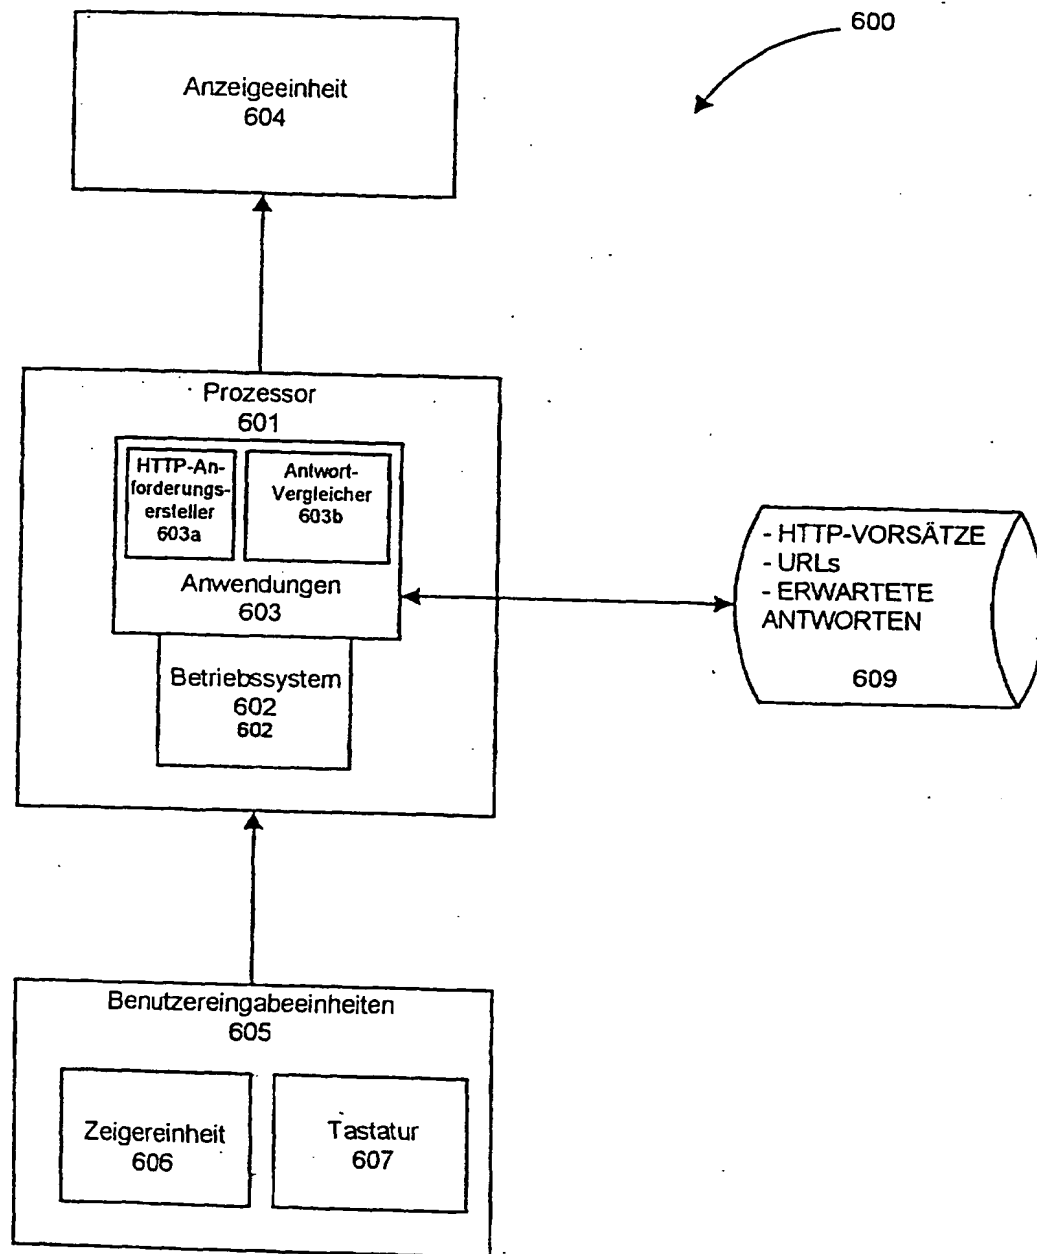 600
Anzeigeeinheit
604
Prozessor
601
HTTP-An-
forderungs-
ersteller
603a
Antwort-
Vergleicher
603b
Anwendungen
603
Betriebssystem
602
602
- HTTP-VORSÄTZE
- URLs
- ERWARTETE
ANTWORTEN
609
Benutzereingabeeinheiten
605
Zeigereinheit
606
Tastatur
607